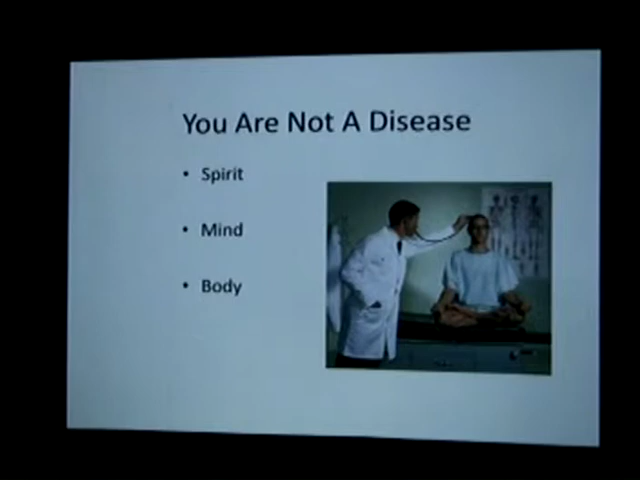 You Are Not A Disease
• Spirit
• Mind
• Body